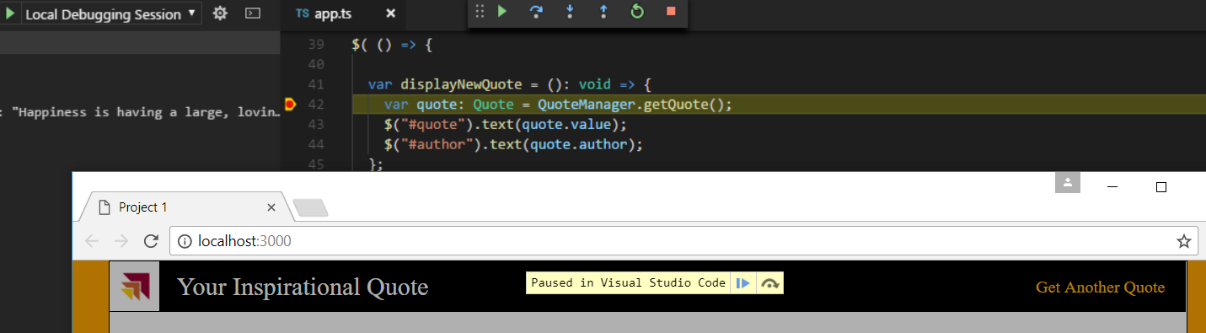 Local Debugging Session
TS app.ts
39 $( () => {
40
41 var displayNewQuote = (): void => {
: "Happiness is having a large, lovin…
42 var quote: Quote = QuoteManager.getQuote();
43 $("#quote").text(quote.value);
44 $("#author").text(quote.author);
45 };
Project 1
localhost:3000
Your Inspirational Quote
Paused in Visual Studio Code
Get Another Quote